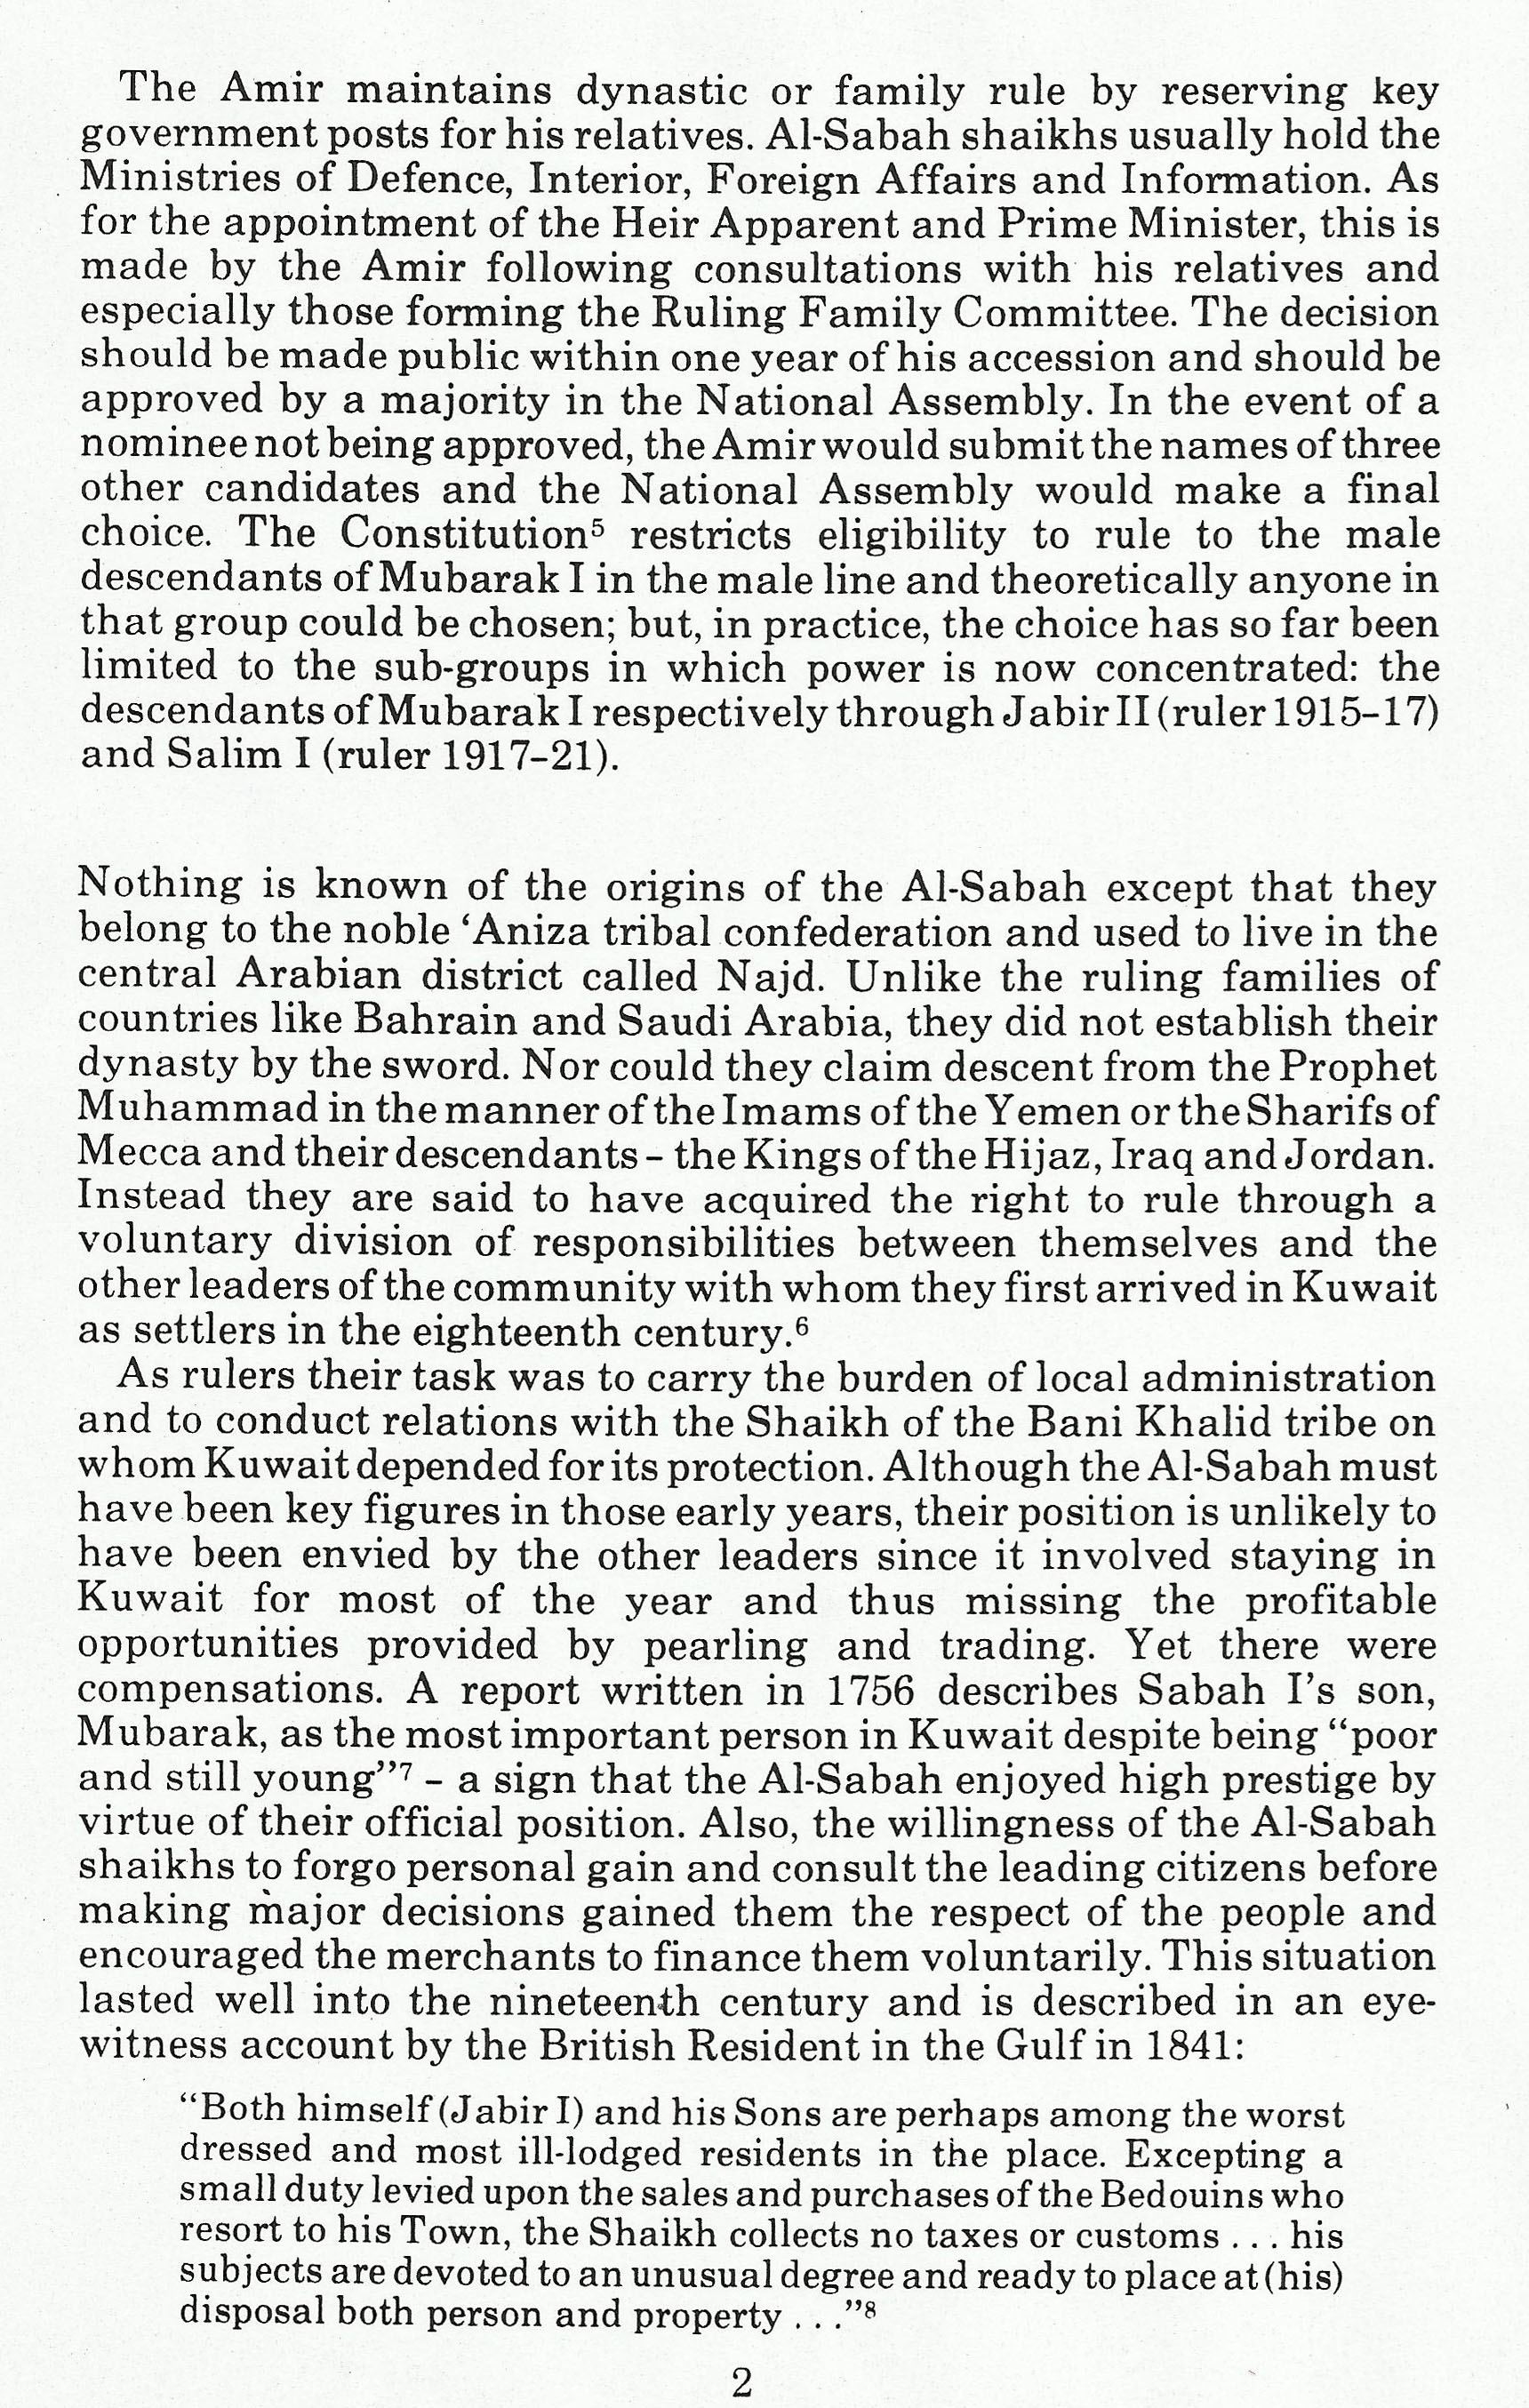 The Amir maintains dynastic or family rule by reserving key
government posts for his relatives. Al-Sabah shaikhs usually hold the
Ministries of Defence, Interior, Foreign Affairs and Information. As
for the appointment of the Heir Apparent and Prime Minister, this is
made by the Amir following consultations with his relatives and
especially those forming the Ruling Family Committee. The decision
should be made public within one year of his accession and should be
approved by a majority in the National Assembly. In the event of a
nominee not being approved, the Amir would submit the names of three
other candidates and the National Assembly would make a final
choice. The Constitution⁵ restricts eligibility to rule to the male
descendants of Mubarak I in the male line and theoretically anyone in
that group could be chosen; but, in practice, the choice has so far been
limited to the sub-groups in which power is now concentrated: the
descendants of Mubarak I respectively through Jabir II (ruler 1915–17)
and Salim I (ruler 1917–21).
Nothing is known of the origins of the Al-Sabah except that they
belong to the noble ‘Aniza tribal confederation and used to live in the
central Arabian district called Najd. Unlike the ruling families of
countries like Bahrain and Saudi Arabia, they did not establish their
dynasty by the sword. Nor could they claim descent from the Prophet
Muhammad in the manner of the Imams of the Yemen or the Sharifs of
Mecca and their descendants – the Kings of the Hijaz, Iraq and Jordan.
Instead they are said to have acquired the right to rule through a
voluntary division of responsibilities between themselves and the
other leaders of the community with whom they first arrived in Kuwait
as settlers in the eighteenth century.⁶
As rulers their task was to carry the burden of local administration
and to conduct relations with the Shaikh of the Bani Khalid tribe on
whom Kuwait depended for its protection. Although the Al-Sabah must
have been key figures in those early years, their position is unlikely to
have been envied by the other leaders since it involved staying in
Kuwait for most of the year and thus missing the profitable
opportunities provided by pearling and trading. Yet there were
compensations. A report written in 1756 describes Sabah I’s son,
Mubarak, as the most important person in Kuwait despite being “poor
and still young”⁷ – a sign that the Al-Sabah enjoyed high prestige by
virtue of their official position. Also, the willingness of the Al-Sabah
shaikhs to forgo personal gain and consult the leading citizens before
making major decisions gained them the respect of the people and
encouraged the merchants to finance them voluntarily. This situation
lasted well into the nineteenth century and is described in an eye-
witness account by the British Resident in the Gulf in 1841:
“Both himself (Jabir I) and his Sons are perhaps among the worst
dressed and most ill-lodged residents in the place. Excepting a
small duty levied upon the sales and purchases of the Bedouins who
resort to his Town, the Shaikh collects no taxes or customs . . . his
subjects are devoted to an unusual degree and ready to place at (his)
disposal both person and property . . .”⁸
2